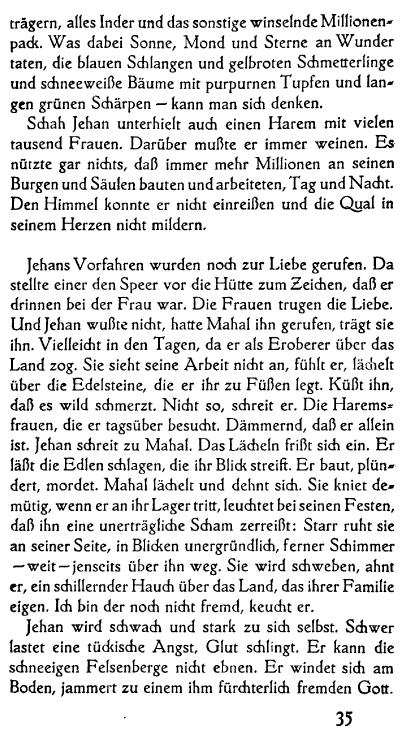 trägern, alles Inder und das sonstige winselnde Millionen-
pack. Was dabei Sonne, Mond und Sterne an Wunder
taten, die blauen Schlangen und gelbroten Schmetterlinge
und schneeweiße Bäume mit purpurnen Tupfen und lan-
gen grünen Schärpen — kann man sich denken.
Schah Jehan unterhielt auch einen Harem mit vielen
tausend Frauen. Darüber mußte er immer weinen. Es
nützte gar nichts, daß immer mehr Millionen an seinen
Burgen und Säulen bauten und arbeiteten, Tag und Nacht.
Den Himmel konnte er nicht einreißen und die Qual in
seinem Herzen nicht mildern.

Jehans Vorfahren wurden noch zur Liebe gerufen. Da
stellte einer den Speer vor die Hütte zum Zeichen, daß er
drinnen bei der Frau war. Die Frauen trugen die Liebe.
Und Jehan wußte nicht, hatte Mahal ihn gerufen, trägt sie
ihn. Vielleicht in den Tagen, da er als Eroberer über das
Land zog. Sie sieht seine Arbeit nicht an, fühlt er, lächelt
über die Edelsteine, die er ihr zu Füßen legt. Küßt ihn,
daß es wild schmerzt. Nicht so, schreit er. Die Harems-
frauen, die er tagsüber besucht. Dämmernd, daß er allein
ist. Jehan schreit zu Mahal. Das Lächeln frißt sich ein. Er
läßt die Edlen schlagen, die ihr Blick streift. Er baut, plün-
dert, mordet. Mahal lächelt und dehnt sich. Sie kniet de-
mütig, wenn er an ihr Lager tritt, leuchtet bei seinen Festen,
daß ihn eine unerträgliche Scham zerreißt: Starr ruht sie
an seiner Seite, in Blicken unergründlich, ferner Schimmer
—weit—jenseits über ihn weg. Sie wird schweben, ahnt
er, ein schillernder Hauch über das Land, das ihrer Familie
eigen. Ich bin der noch nicht fremd, keucht er.
Jehan wird schwach und stark zu sich selbst. Schwer
lastet eine tückische Angst, Glut schlingt. Er kann die
schneeigen Felsenberge nicht ebnen. Er windet sich am
Boden, jammert zu einem ihm fürchterlich fremden Gott.
35